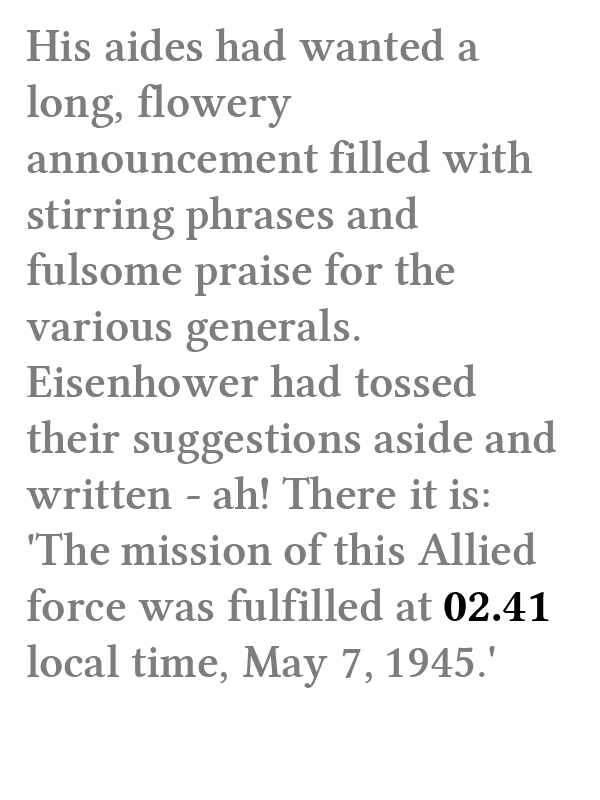 His aides had wanted a
long, flowery
announcement filled with
stirring phrases and
fulsome praise for the
various generals.
Eisenhower had tossed
their suggestions aside and
written - ah! There it is:
'The mission of this Allied
force was fulfilled at 02.41
local time, May 7, 1945.'